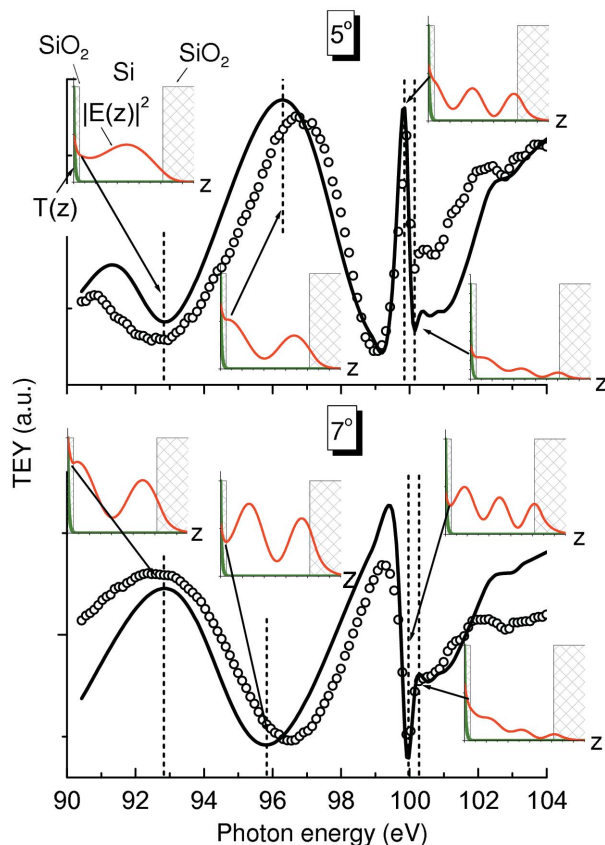 5°
SiO₂
Si
SiO₂
|E(z)|²
T(z)
z
z
z
z
TEY (a.u.)
7°
z
z
z
z
90 92 94 96 98 100 102 104
Photon energy (eV)